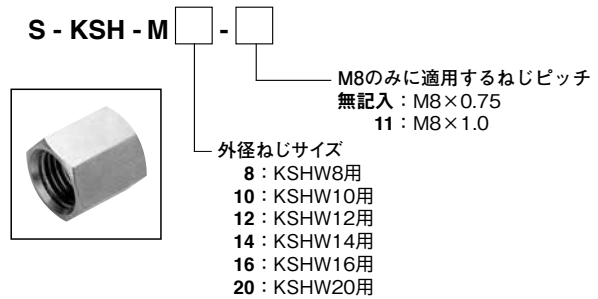 S - KSH - M□ - □
M8のみに適用するねじピッチ
無記入：M8×0.75
11：M8×1.0
外径ねじサイズ
8：KSHW8用
10：KSHW10用
12：KSHW12用
14：KSHW14用
16：KSHW16用
20：KSHW20用